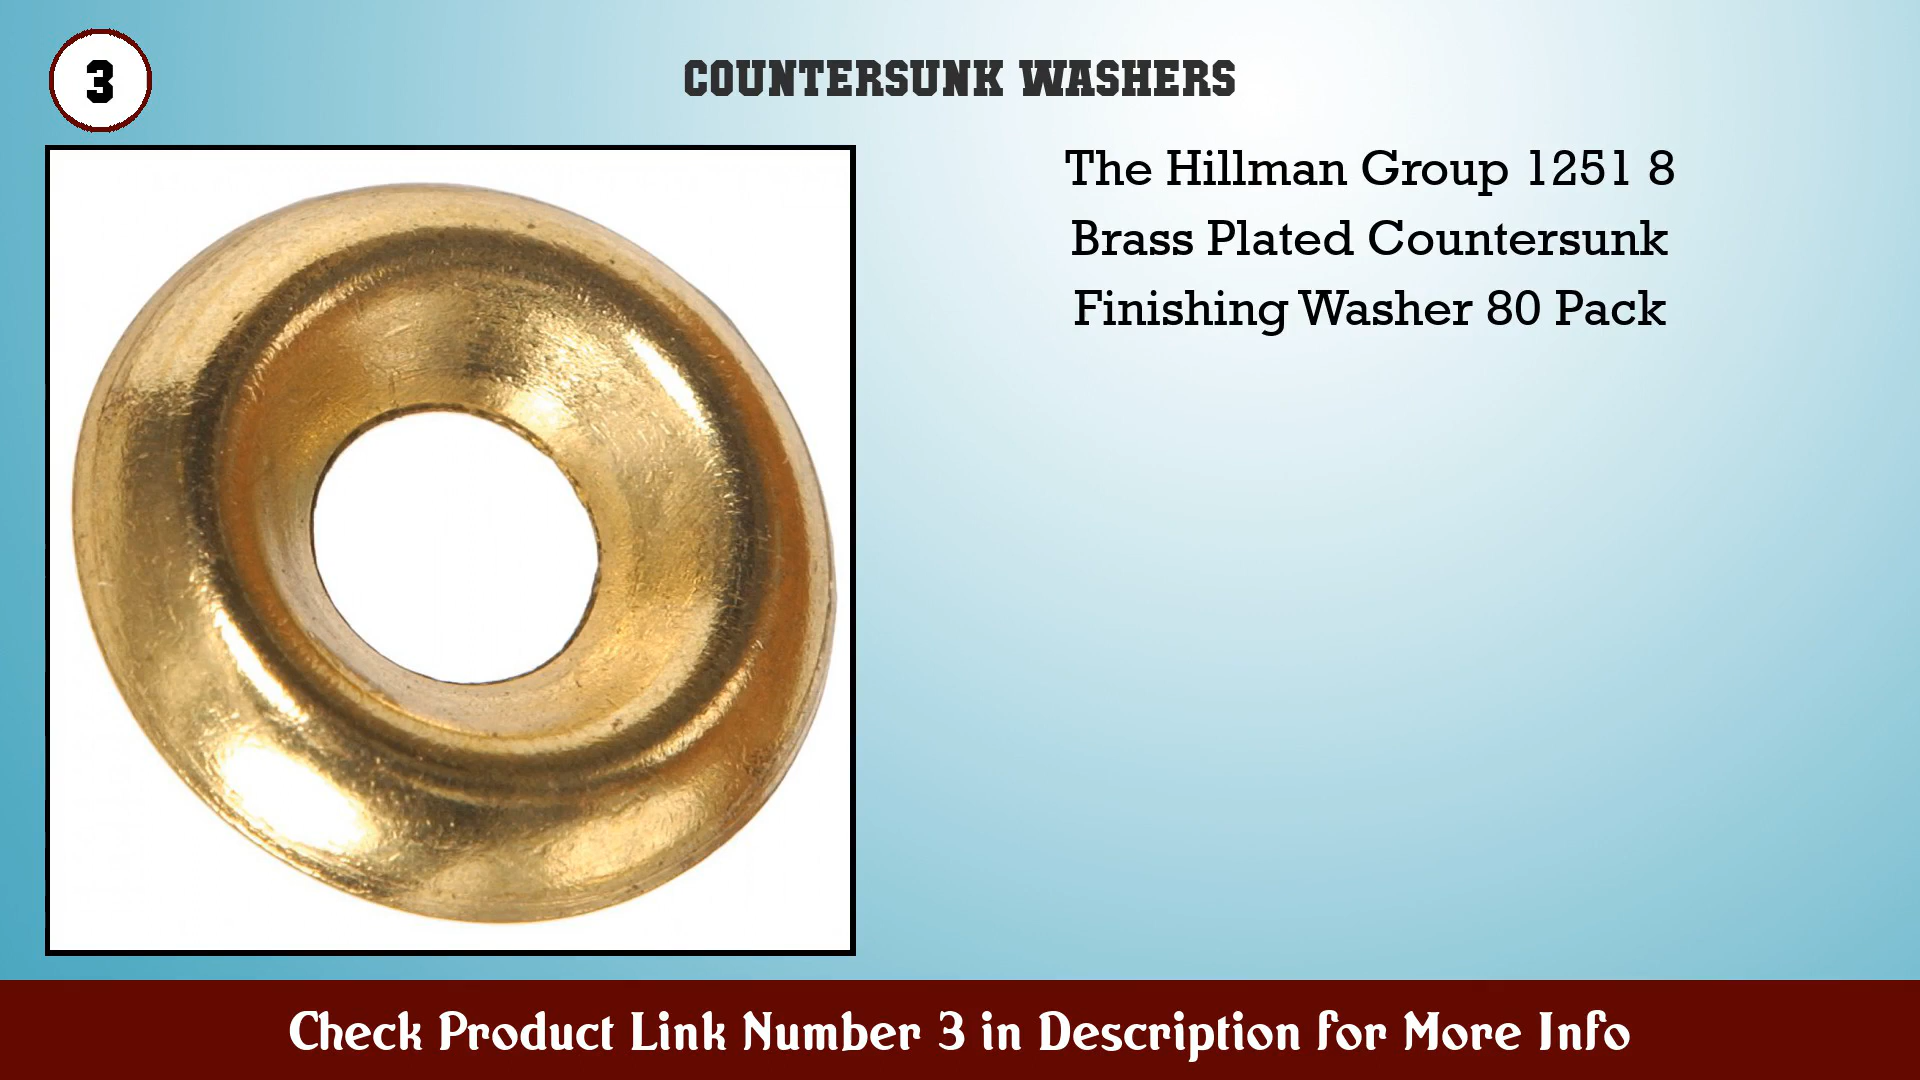 3
COUNTERSUNK WASHERS
The Hillman Group 1251 8
Brass Plated Countersunk
Finishing Washer 80 Pack
Check Product Link Number 3 in Description for More Info